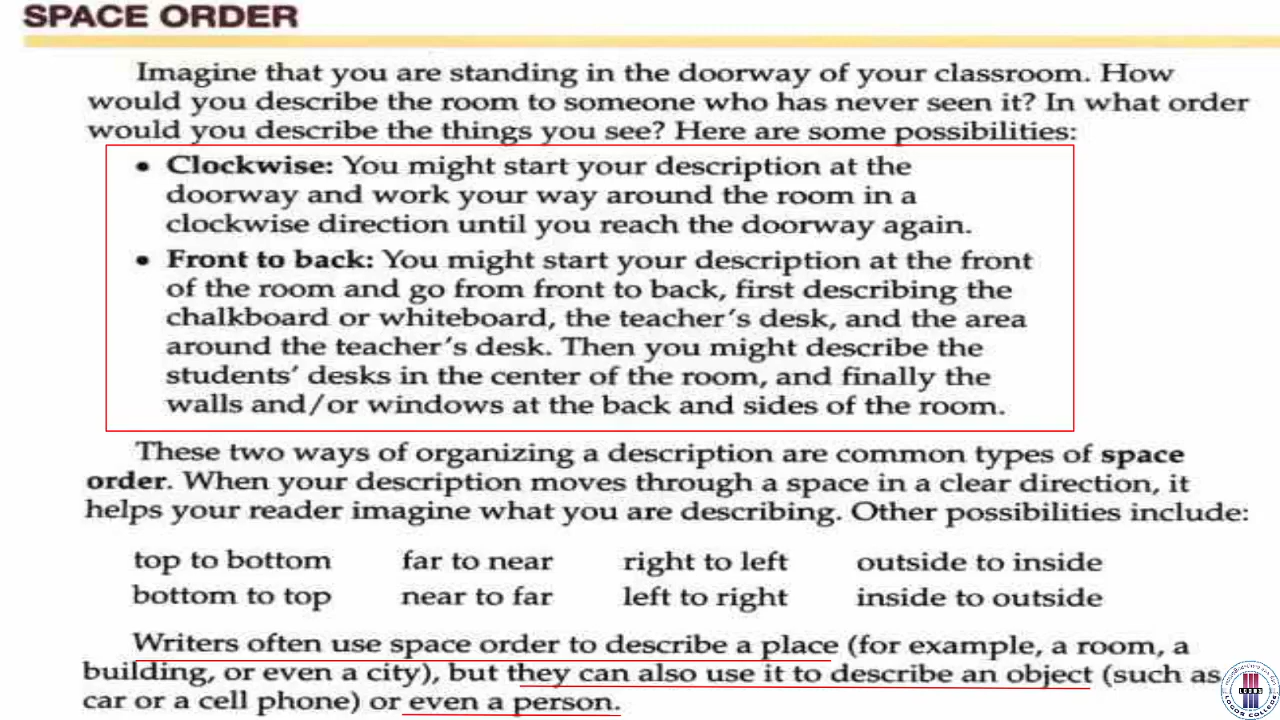 SPACE ORDER
Imagine that you are standing in the doorway of your classroom. How
would you describe the room to someone who has never seen it? In what order
would you describe the things you see? Here are some possibilities:
• Clockwise: You might start your description at the
doorway and work your way around the room in a
clockwise direction until you reach the doorway again.
• Front to back: You might start your description at the front
of the room and go from front to back, first describing the
chalkboard or whiteboard, the teacher's desk, and the area
around the teacher's desk. Then you might describe the
students' desks in the center of the room, and finally the
walls and/or windows at the back and sides of the room.
These two ways of organizing a description are common types of space
order. When your description moves through a space in a clear direction, it
helps your reader imagine what you are describing. Other possibilities include:
top to bottom far to near right to left outside to inside
bottom to top near to far left to right inside to outside
Writers often use space order to describe a place (for example, a room, a
building, or even a city), but they can also use it to describe an object (such as
car or a cell phone) or even a person.
LOGOS
LOGOS COLLEGE